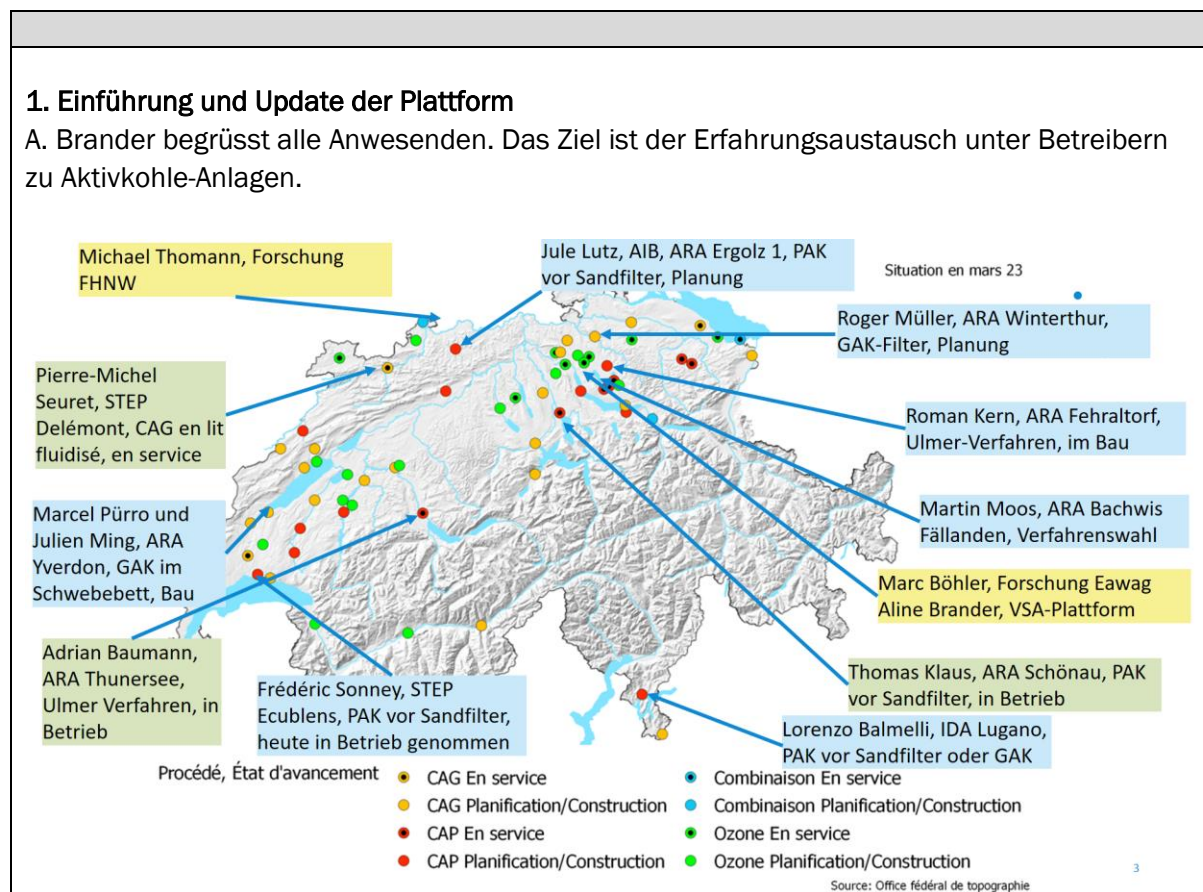 1. Einführung und Update der Plattform
A. Brander begrüsst alle Anwesenden. Das Ziel ist der Erfahrungsaustausch unter Betreibern
zu Aktivkohle-Anlagen.
Michael Thomann, Forschung
FHNW
Jule Lutz, AIB, ARA Ergolz 1, PAK
vor Sandfilter, Planung
Situation en mars 23
Roger Müller, ARA Winterthur,
GAK-Filter, Planung
Pierre-Michel
Seuret, STEP
Delémont, CAG en lit
fluidisé, en service
Roman Kern, ARA Fehraltorf,
Ulmer-Verfahren, im Bau
Marcel Pürro und
Julien Ming, ARA
Yverdon, GAK im
Schwebebett, Bau
Martin Moos, ARA Bachwis
Fällanden, Verfahrenswahl
Marc Böhler, Forschung Eawag
Aline Brander, VSA-Plattform
Adrian Baumann,
ARA Thunersee,
Ulmer Verfahren, in
Betrieb
Frédéric Sonney, STEP
Ecublens, PAK vor Sandfilter,
heute in Betrieb genommen
Thomas Klaus, ARA Schönau, PAK
vor Sandfilter, in Betrieb
Lorenzo Balmelli, IDA Lugano,
PAK vor Sandfilter oder GAK
Procédé, État d'avancement
CAG En service
CAG Planification/Construction
CAP En service
CAP Planification/Construction
Combinaison En service
Combinaison Planification/Construction
Ozone En service
Ozone Planification/Construction
3
Source: Office fédéral de topographie